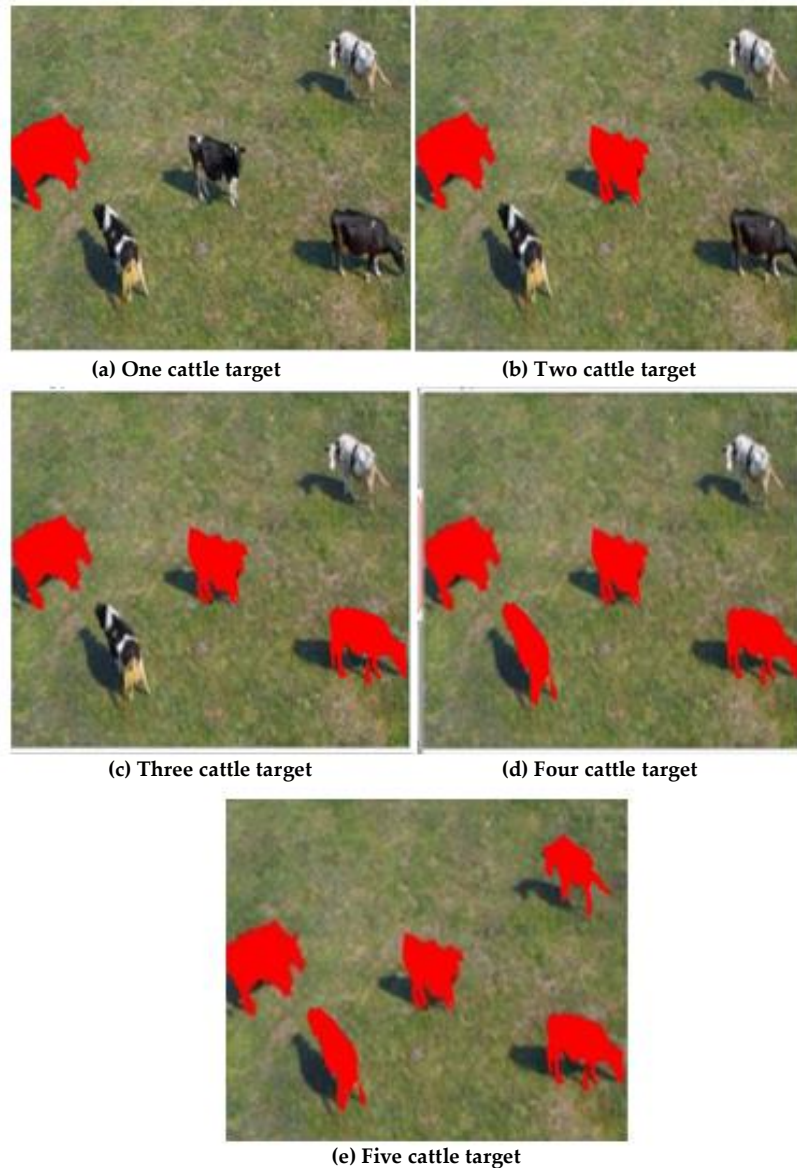 (a) One cattle target
(b) Two cattle target
(c) Three cattle target
(d) Four cattle target
(e) Five cattle target